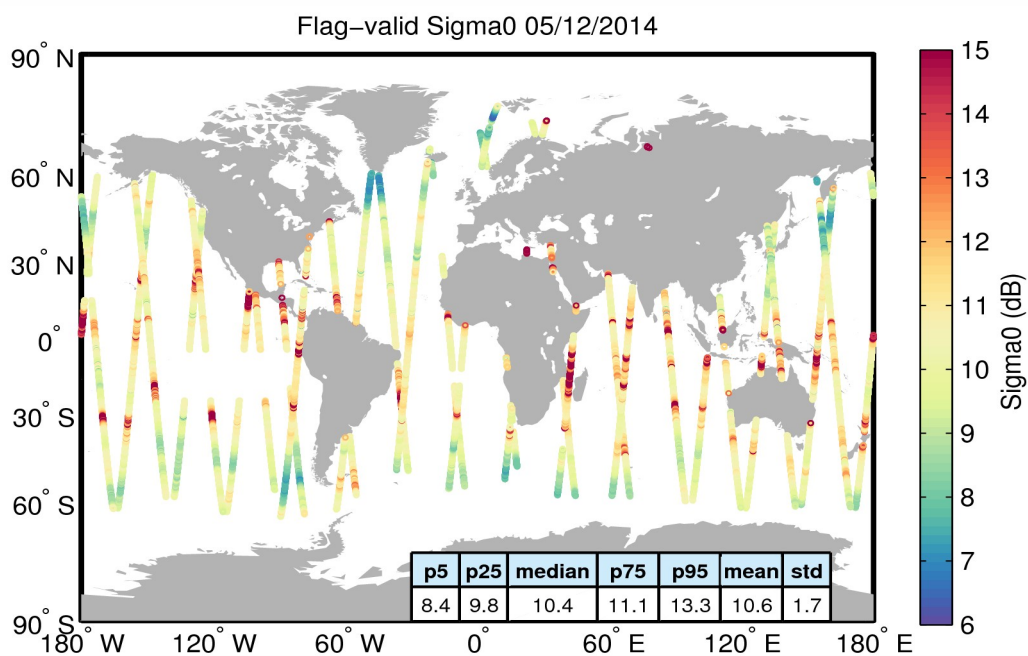 Flag−valid Sigma0 05/12/2014
90° N
60° N
30° N
0°
30° S
60° S
90° S
180° W 120° W 60° W 0° 60° E 120° E 180° E
15
14
13
12
11
10
9
8
7
6
Sigma0 (dB)
p5 p25 median p75 p95 mean std
8.4 9.8 10.4 11.1 13.3 10.6 1.7